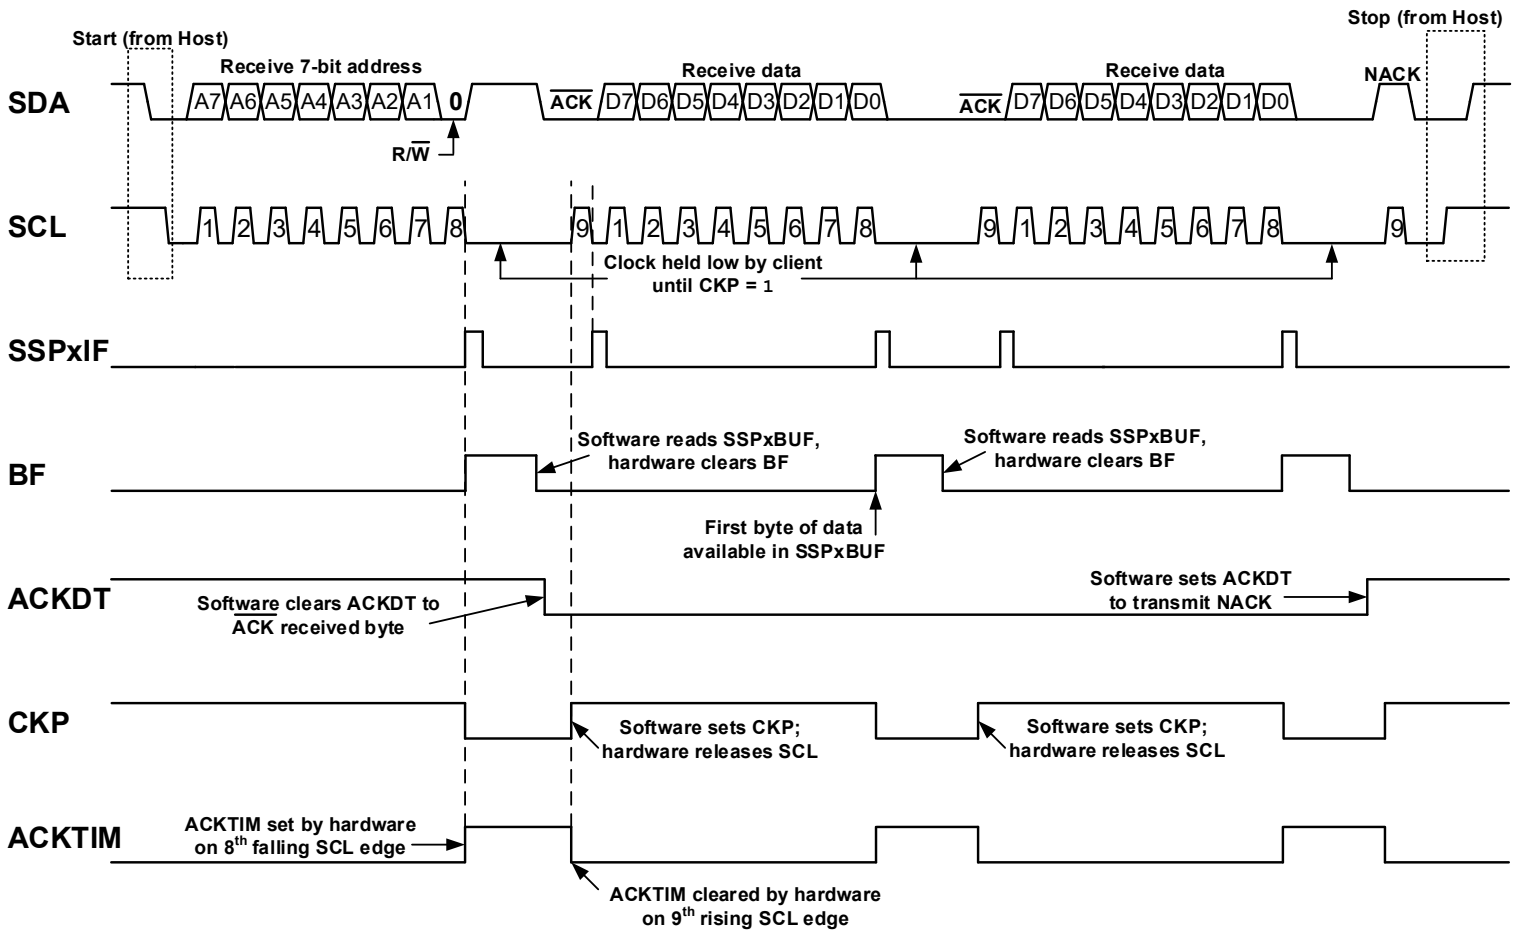 Start (from Host)
Stop (from Host)
Receive 7-bit address
Receive data
Receive data
NACK
SDA
A7 A6 A5 A4 A3 A2 A1 0
ACK
D7 D6 D5 D4 D3 D2 D1 D0
ACK
D7 D6 D5 D4 D3 D2 D1 D0
R/W
SCL
1 2 3 4 5 6 7 8 9 1 2 3 4 5 6 7 8 9 1 2 3 4 5 6 7 8 9
Clock held low by client
until CKP = 1
SSPxIF
BF
Software reads SSPxBUF,
hardware clears BF
Software reads SSPxBUF,
hardware clears BF
First byte of data
available in SSPxBUF
ACKDT
Software clears ACKDT to
ACK received byte
Software sets ACKDT
to transmit NACK
CKP
Software sets CKP;
hardware releases SCL
Software sets CKP;
hardware releases SCL
ACKTIM
ACKTIM set by hardware
on 8th falling SCL edge
ACKTIM cleared by hardware
on 9th rising SCL edge